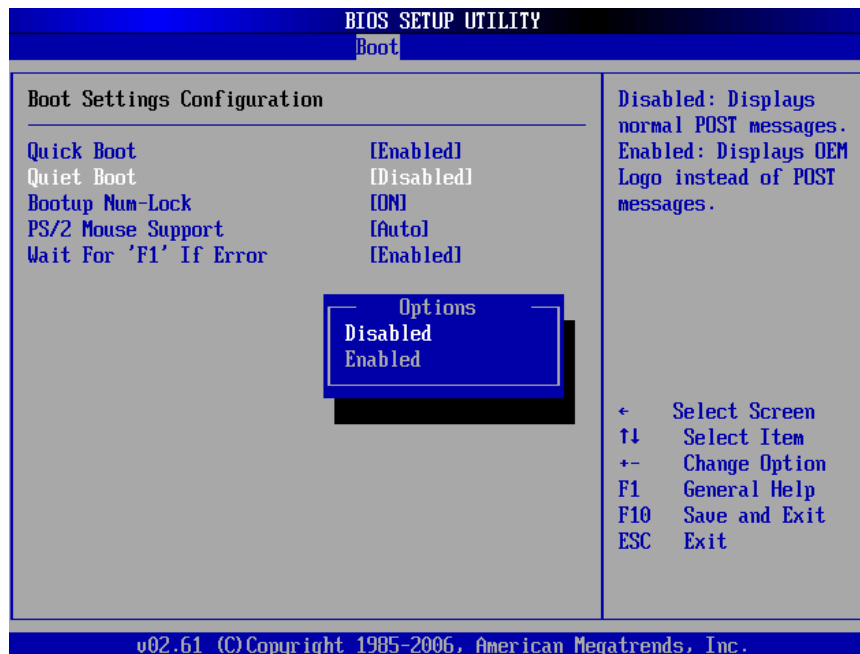 BIOS SETUP UTILITY
Boot
Boot Settings Configuration
Quick Boot [Enabled]
Quiet Boot [Disabled]
Bootup Num-Lock [ON]
PS/2 Mouse Support [Auto]
Wait For 'F1' If Error [Enabled]
Options
Disabled
Enabled
Disabled: Displays
normal POST messages.
Enabled: Displays OEM
Logo instead of POST
messages.
← Select Screen
↑↓ Select Item
+- Change Option
F1 General Help
F10 Save and Exit
ESC Exit
v02.61 (C)Copyright 1985-2006, American Megatrends, Inc.